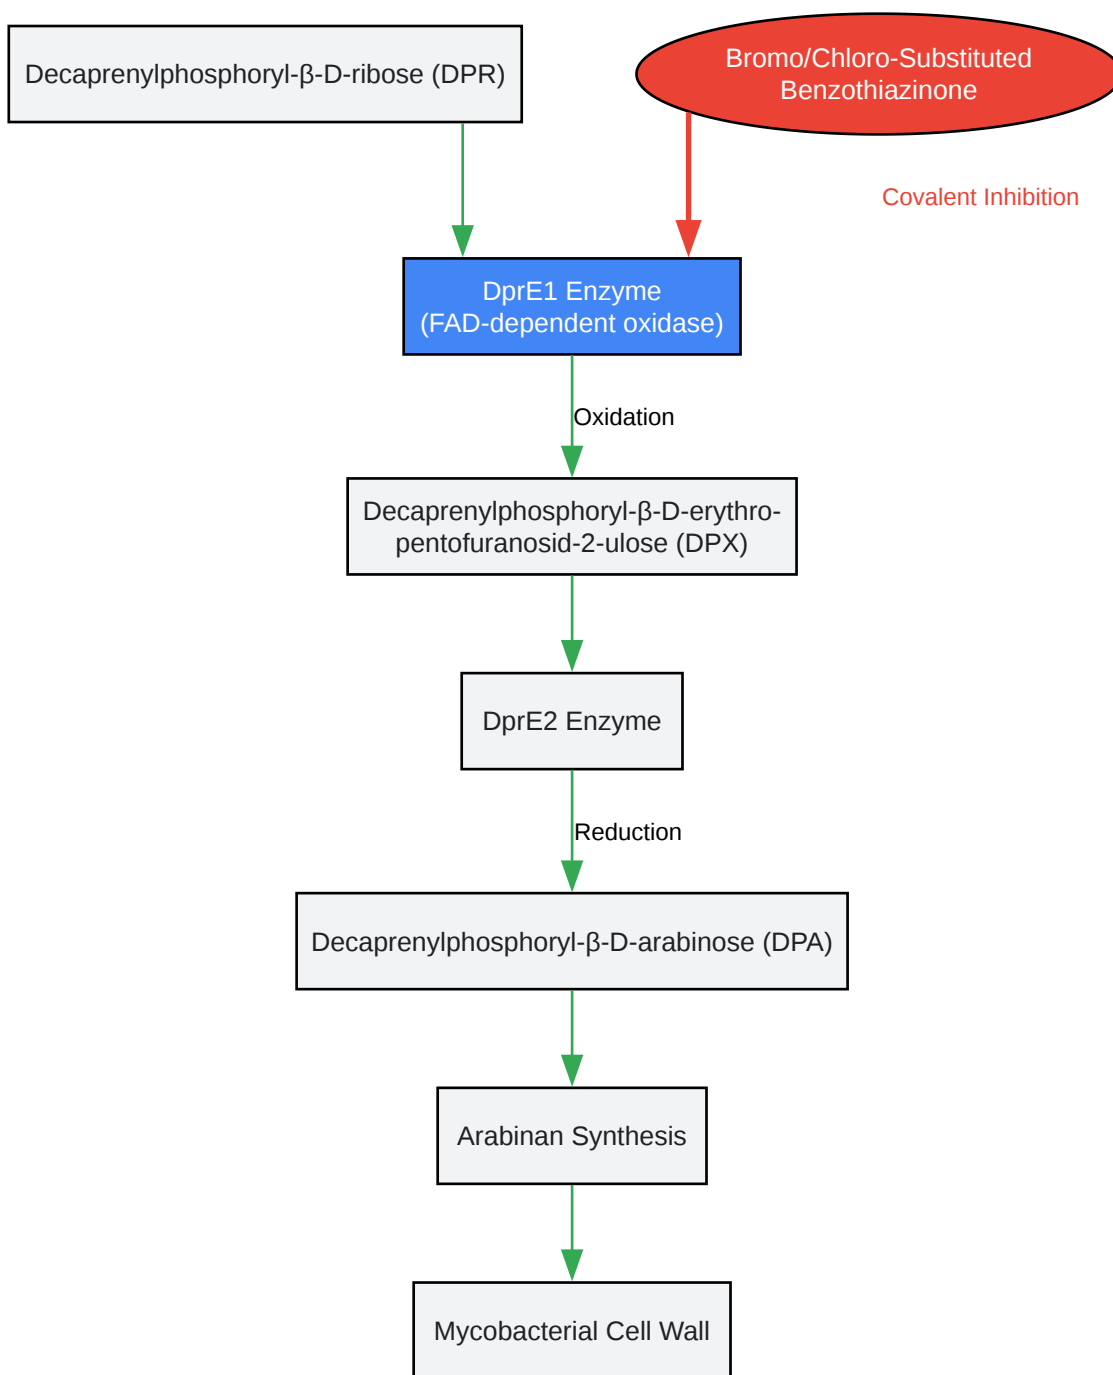 Decaprenylphosphoryl-β-D-ribose (DPR)
Bromo/Chloro-Substituted
Benzothiazinone
Covalent Inhibition
DprE1 Enzyme
(FAD-dependent oxidase)
Oxidation
Decaprenylphosphoryl-β-D-erythro-
pentofuranosid-2-ulose (DPX)
DprE2 Enzyme
Reduction
Decaprenylphosphoryl-β-D-arabinose (DPA)
Arabinan Synthesis
Mycobacterial Cell Wall